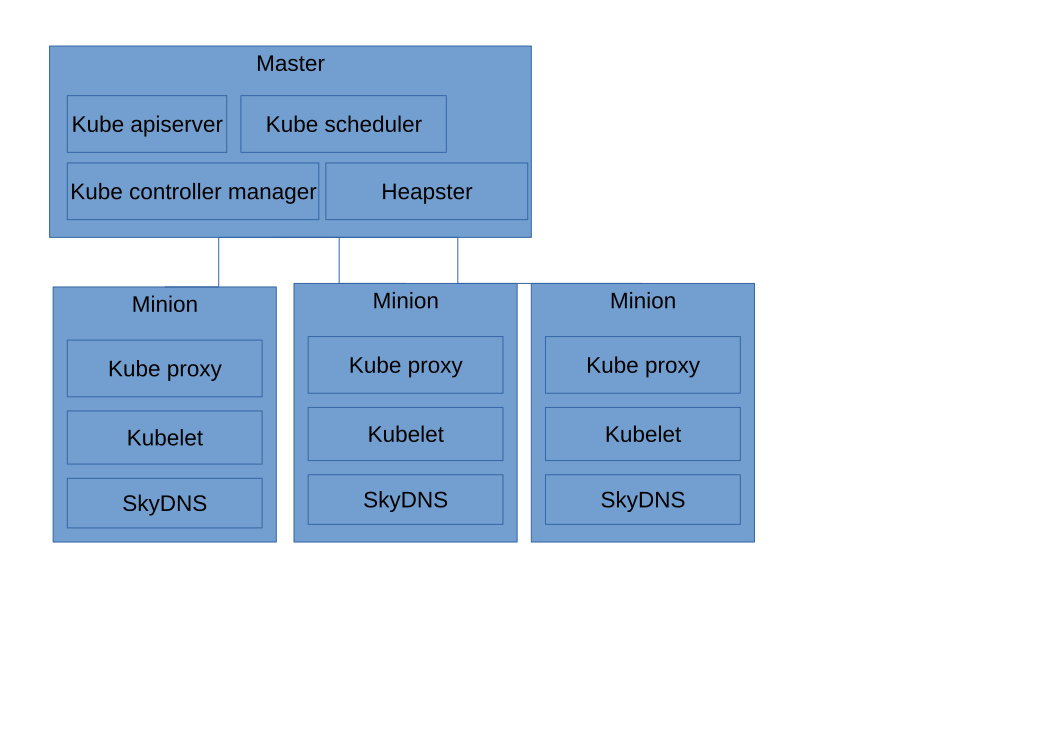 Master
Kube apiserver
Kube scheduler
Kube controller manager
Heapster
Minion
Kube proxy
Kubelet
SkyDNS
Minion
Kube proxy
Kubelet
SkyDNS
Minion
Kube proxy
Kubelet
SkyDNS